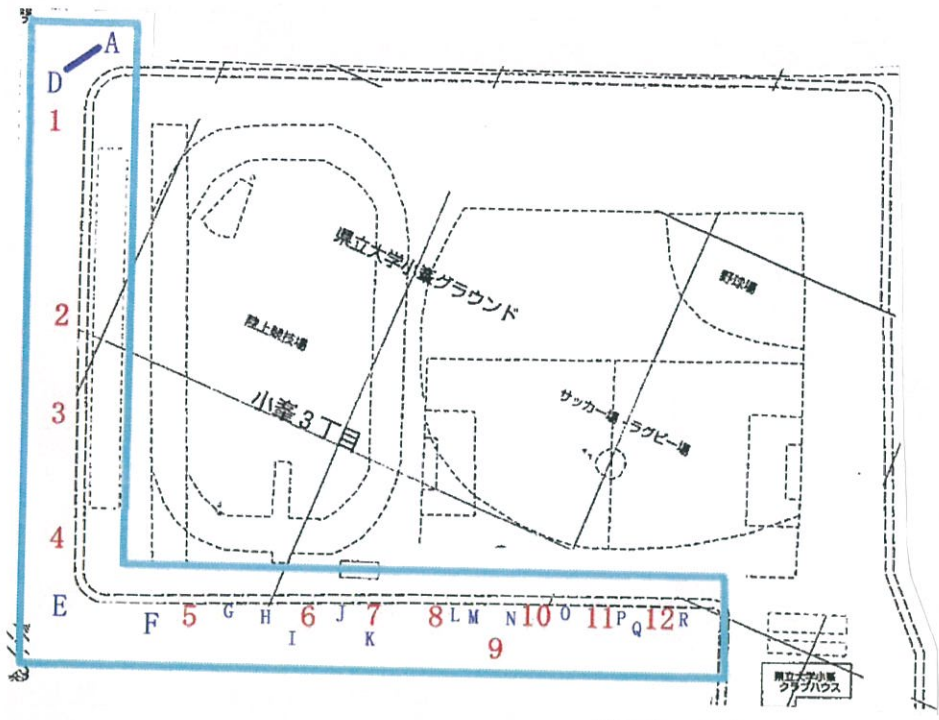 A
D
1
県立大学小峯グラウンド
野球場
2
陸上競技場
小峯3丁目
サッカー場・ラグビー場
3
4
E
F 5 G H 6 J 7 8 L M N 10 O 11 P Q 12 R
I K 9
県立大学小峯
クラブハウス